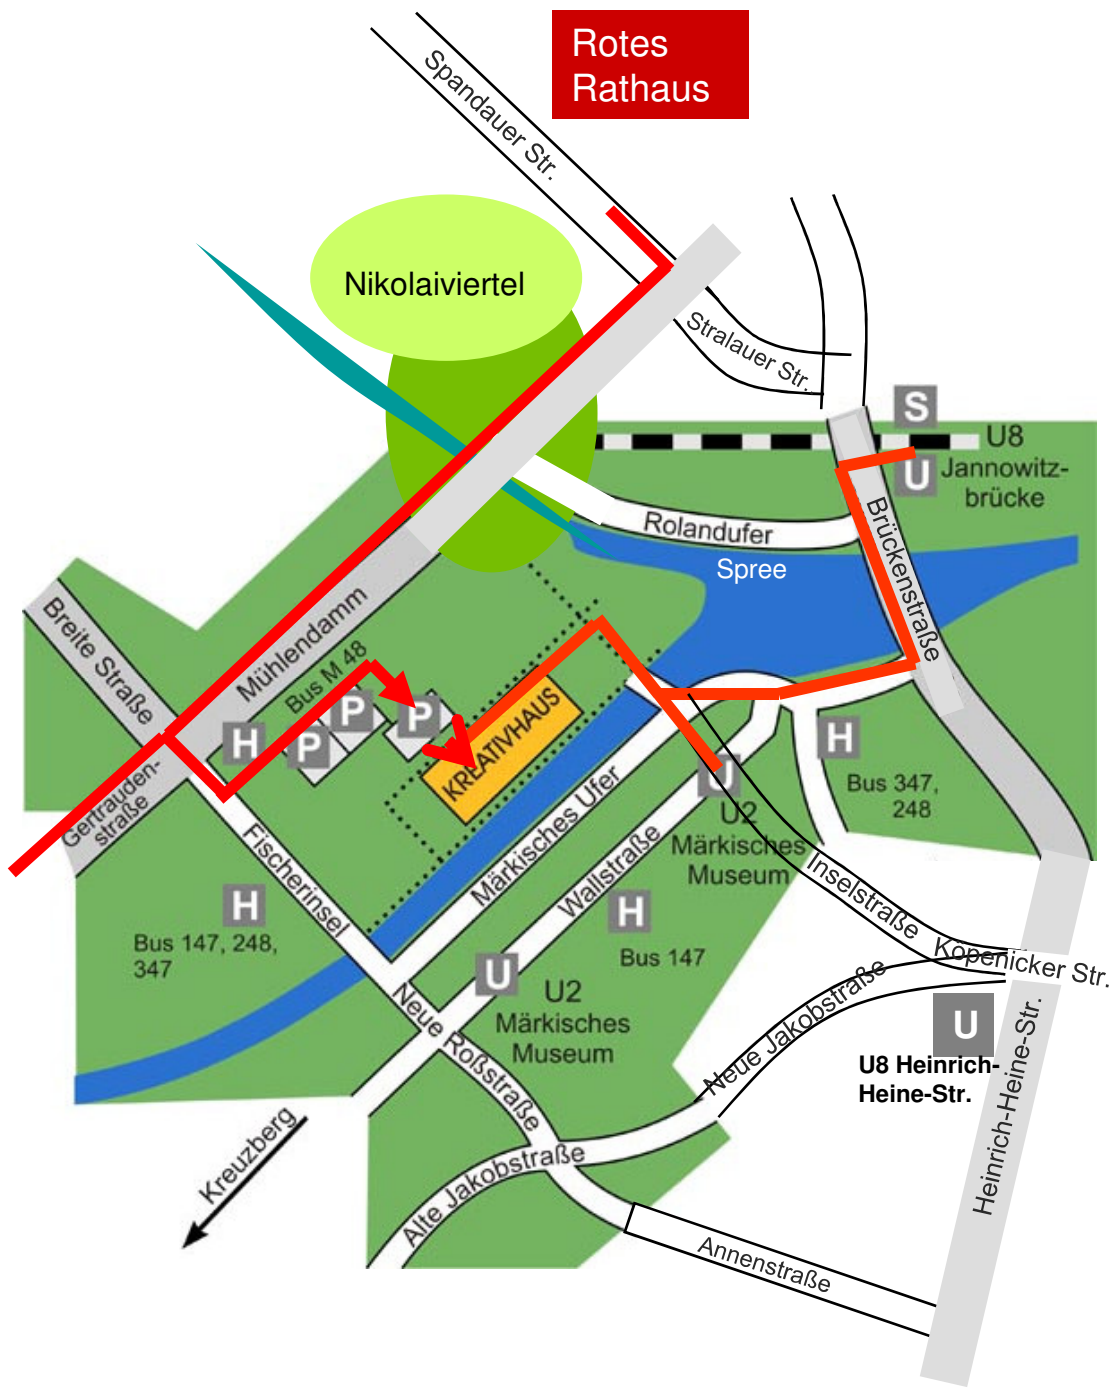 Rotes
Rathaus
Spandauer Str.
Nikolaiviertel
Stralauer Str.
S
U8
U
Jannowitz-
brücke
Rolandufer
Brückenstraße
Spree
Breite Straße
Mühlendamm
Bus M 48
H
P
P
P
KREATIVHAUS
Gertrauden-
straße
Fischerinsel
Märkisches Ufer
Wallstraße
U
U2
Märkisches
Museum
H
Bus 347,
248
H
Bus 147, 248,
347
H
Bus 147
Inselstraße
Köpenicker Str.
U
U2
Märkisches
Museum
Neue Roßstraße
Neue Jakobstraße
U
U8 Heinrich-
Heine-Str.
Heinrich-Heine-Str.
Kreuzberg
Alte Jakobstraße
Annenstraße